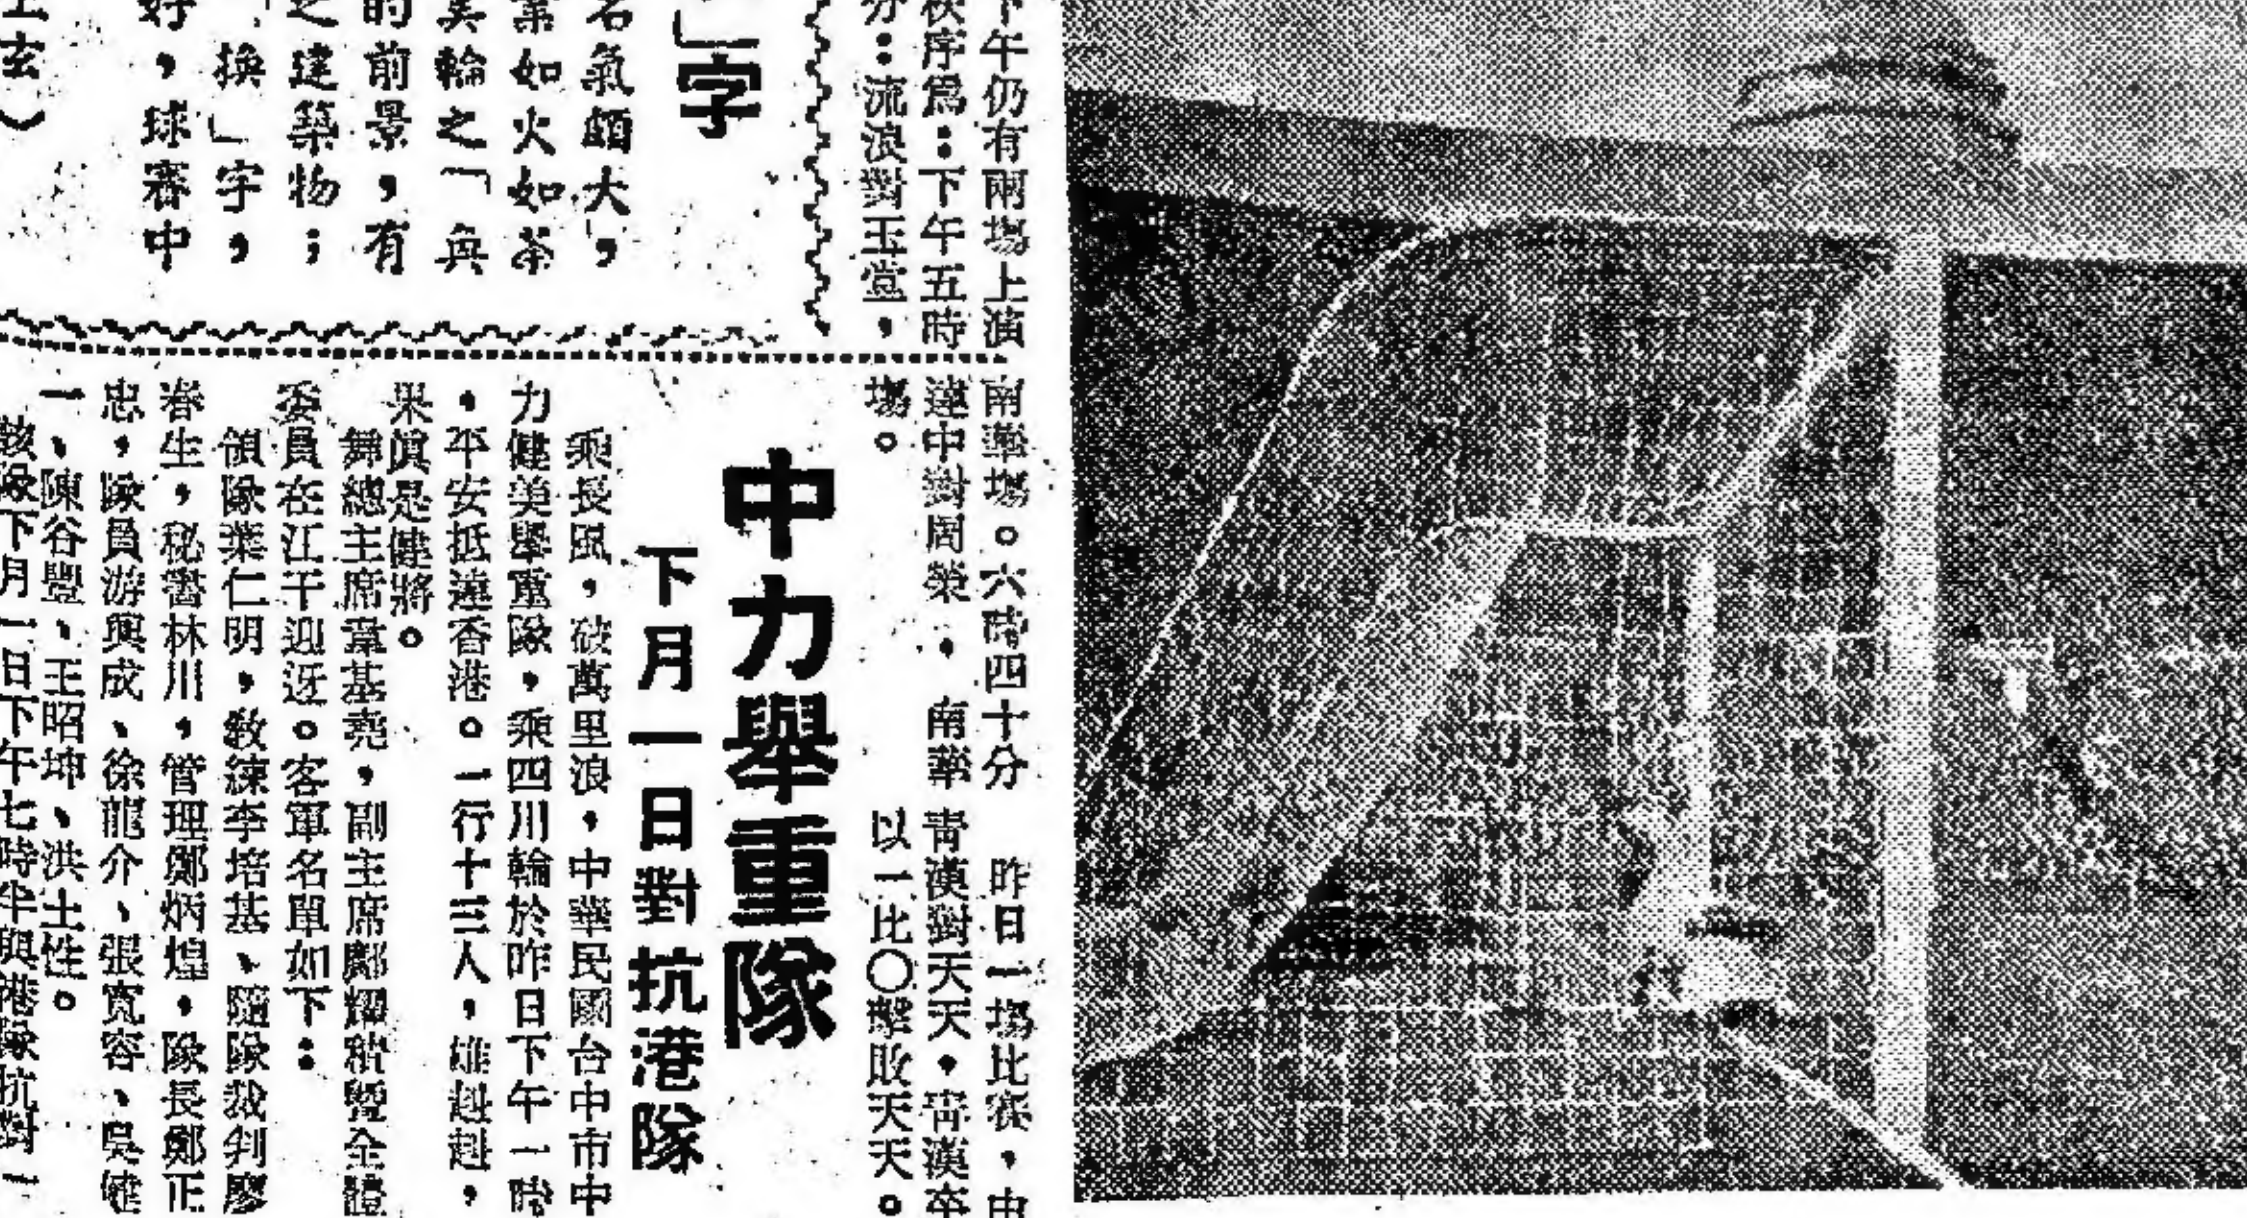 下午仍有兩場上演
秩序爲：下午五時
分：流浪對玉堂，
南華場。六時四十分
達中對周榮，南華
場。
昨日一場比賽，由
青漢對天天，青漢卒
以一比〇擊敗天天。
」字
名氣頗大，
業如火如荼
美輪之「與
的前景，有
之建築物；
「換」字，
好，球賽中
玄）
中力舉重隊
下月一日對抗港隊
乘長風，破萬里浪，中華民國台中市中
力健美舉重隊，乘四川輪於昨日下午一時
，平安抵達香港。一行十三人，雄赳赳，
果眞是健將。
舞總主席韋基堯，副主席鄺耀積暨全體
委員在江干迎迓。客軍名單如下：
領隊葉仁明，敎練李培基、隨隊裁判廖
春生，秘書林川，管理鄭炳煌，隊長鄭正
忠，隊員游興成、徐龍介、張寬容、吳健
一、陳谷豐、王昭坤、洪土性。
該隊下月一日下午七時半與港隊抗對